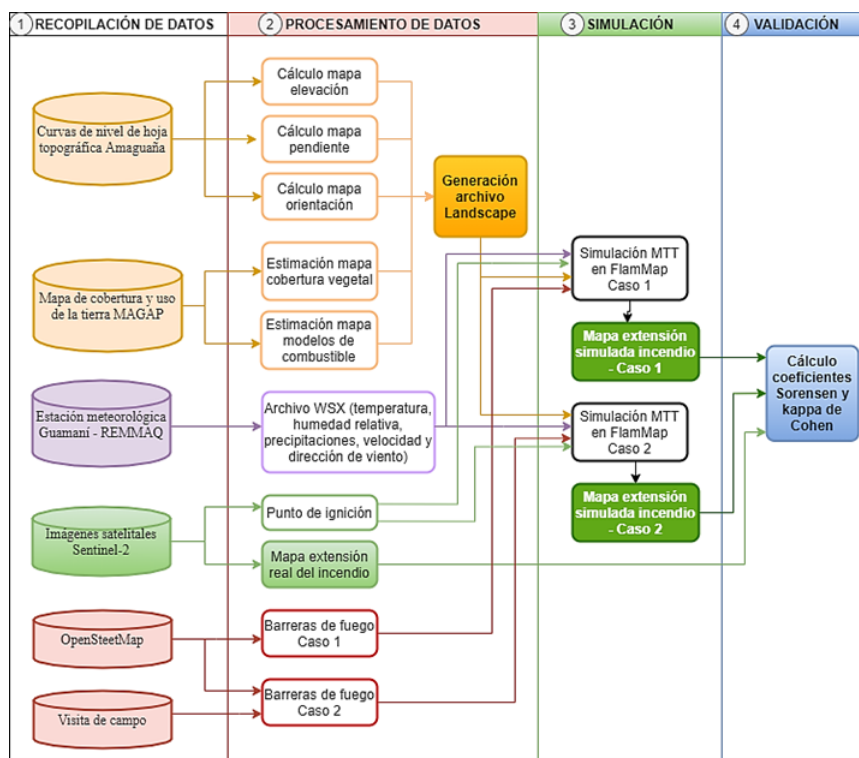 1 RECOPILACIÓN DE DATOS
2 PROCESAMIENTO DE DATOS
3 SIMULACIÓN
4 VALIDACIÓN
Curvas de nivel de hoja
topográfica Amaguaña
Mapa de cobertura y uso
de la tierra MAGAP
Estación meteorológica
Guamaní - REMMAQ
Imágenes satelitales
Sentinel-2
OpenSteetMap
Visita de campo
Cálculo mapa
elevación
Cálculo mapa
pendiente
Cálculo mapa
orientación
Estimación mapa
cobertura vegetal
Estimación mapa
modelos de
combustible
Archivo WSX (temperatura,
humedad relativa,
precipitaciones, velocidad y
dirección de viento)
Punto de ignición
Mapa extensión
real del incendio
Barreras de fuego
Caso 1
Barreras de fuego
Caso 2
Generación
archivo
Landscape
Simulación MTT
en FlamMap
Caso 1
Mapa extensión
simulada incendio
- Caso 1
Simulación MTT
en FlamMap
Caso 2
Mapa extensión
simulada incendio
- Caso 2
Cálculo
coeficientes
Sorensen y
kappa de
Cohen